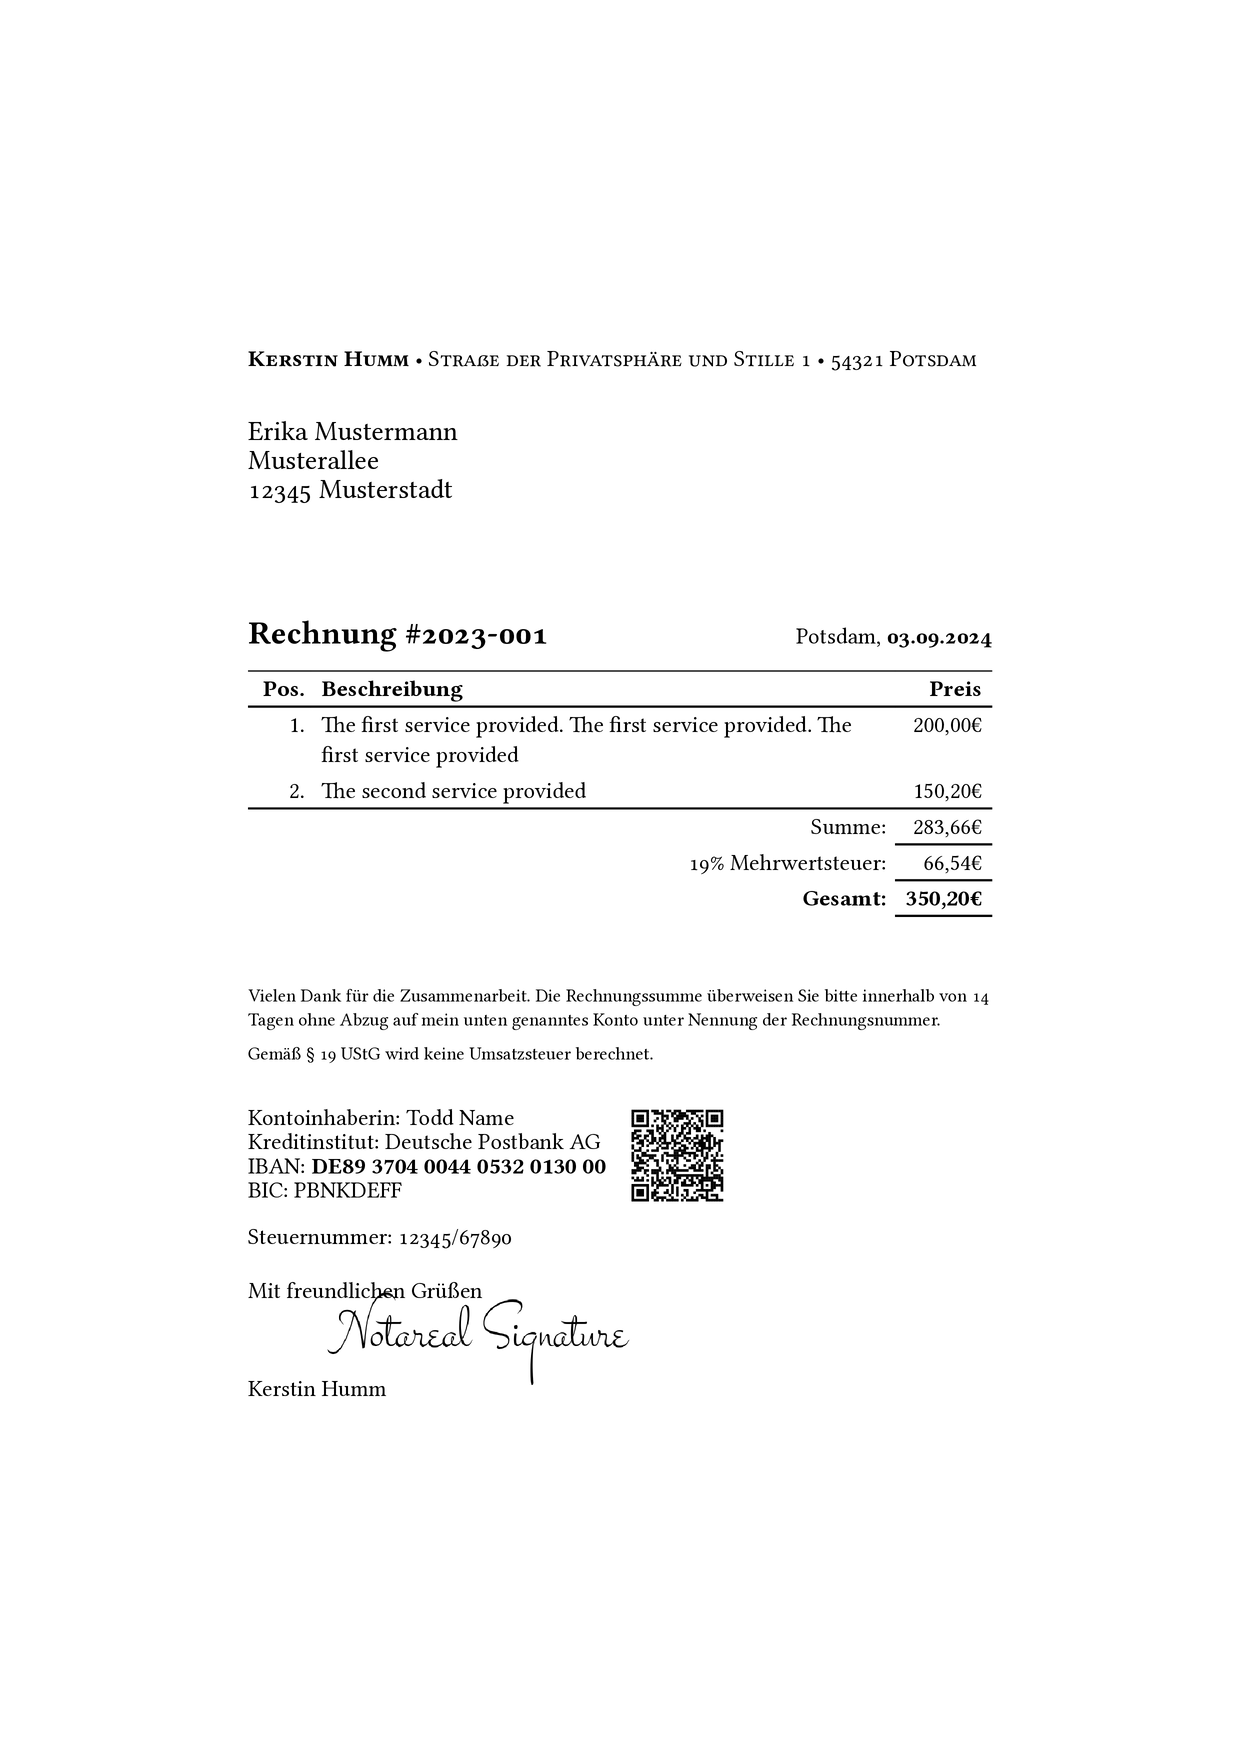 Kerstin Humm • Straße der Privatsphäre und Stille 1 • 54321 Potsdam
Erika Mustermann
Musterallee
12345 Musterstadt
Rechnung #2023-001 Potsdam, 03.09.2024
Pos. Beschreibung Preis
1. The first service provided. The first service provided. The 200,00€
first service provided
2. The second service provided 150,20€
Summe: 283,66€
19% Mehrwertsteuer: 66,54€
Gesamt: 350,20€
Vielen Dank für die Zusammenarbeit. Die Rechnungssumme überweisen Sie bitte innerhalb von 14
Tagen ohne Abzug auf mein unten genanntes Konto unter Nennung der Rechnungsnummer.
Gemäß § 19 UStG wird keine Umsatzsteuer berechnet.
Kontoinhaberin: Todd Name
Kreditinstitut: Deutsche Postbank AG
IBAN: DE89 3704 0044 0532 0130 00
BIC: PBNKDEFF
Steuernummer: 12345/67890
Mit freundlichen Grüßen
Notareal Signature
Kerstin Humm